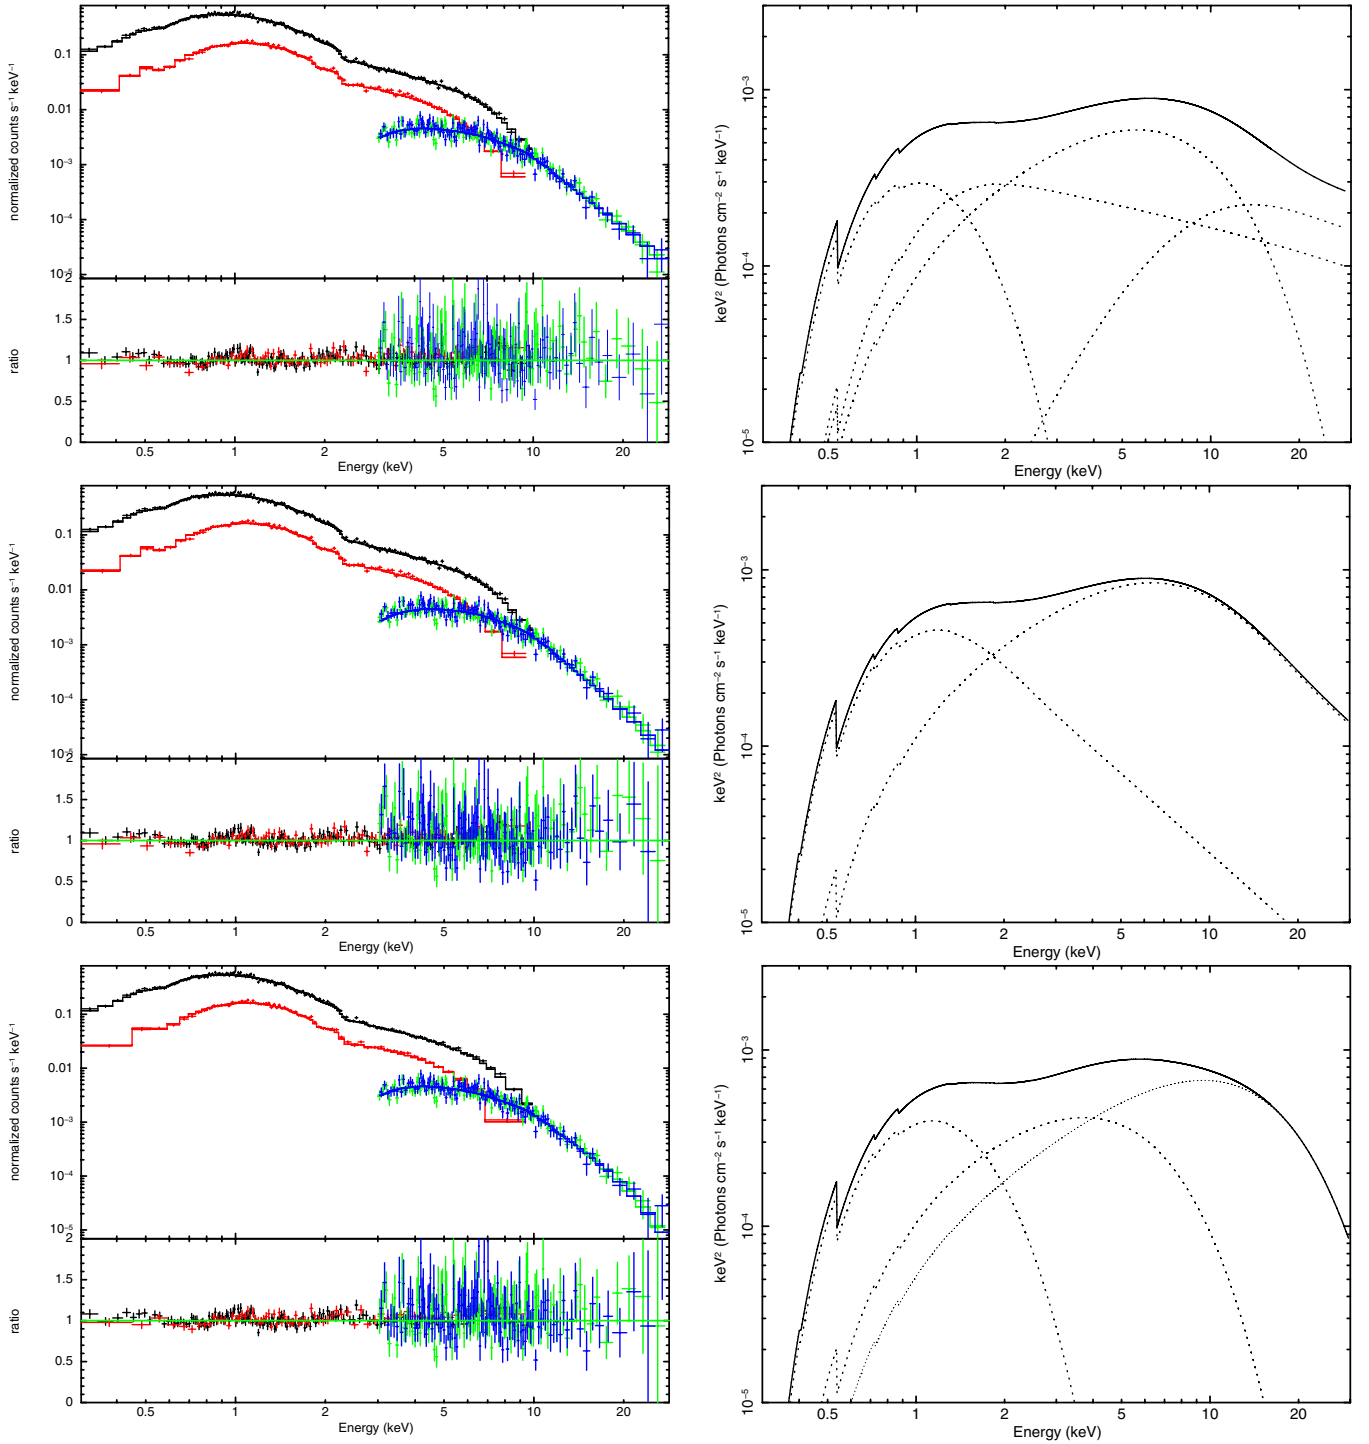 0.1
0.01
10⁻³
10⁻⁴
10⁻⁵
normalized counts s⁻¹ keV⁻¹
2
1.5
1
0.5
0
ratio
0.5 1 2 5 10 20
Energy (keV)
10⁻³
10⁻⁴
10⁻⁵
keV² (Photons cm⁻² s⁻¹ keV⁻¹)
0.5 1 2 5 10 20
Energy (keV)
0.1
0.01
10⁻³
10⁻⁴
10⁻⁵
normalized counts s⁻¹ keV⁻¹
2
1.5
1
0.5
0
ratio
0.5 1 2 5 10 20
Energy (keV)
10⁻³
10⁻⁴
10⁻⁵
keV² (Photons cm⁻² s⁻¹ keV⁻¹)
0.5 1 2 5 10 20
Energy (keV)
0.1
0.01
10⁻³
10⁻⁴
10⁻⁵
normalized counts s⁻¹ keV⁻¹
2
1.5
1
0.5
0
ratio
0.5 1 2 5 10 20
Energy (keV)
10⁻³
10⁻⁴
10⁻⁵
keV² (Photons cm⁻² s⁻¹ keV⁻¹)
0.5 1 2 5 10 20
Energy (keV)